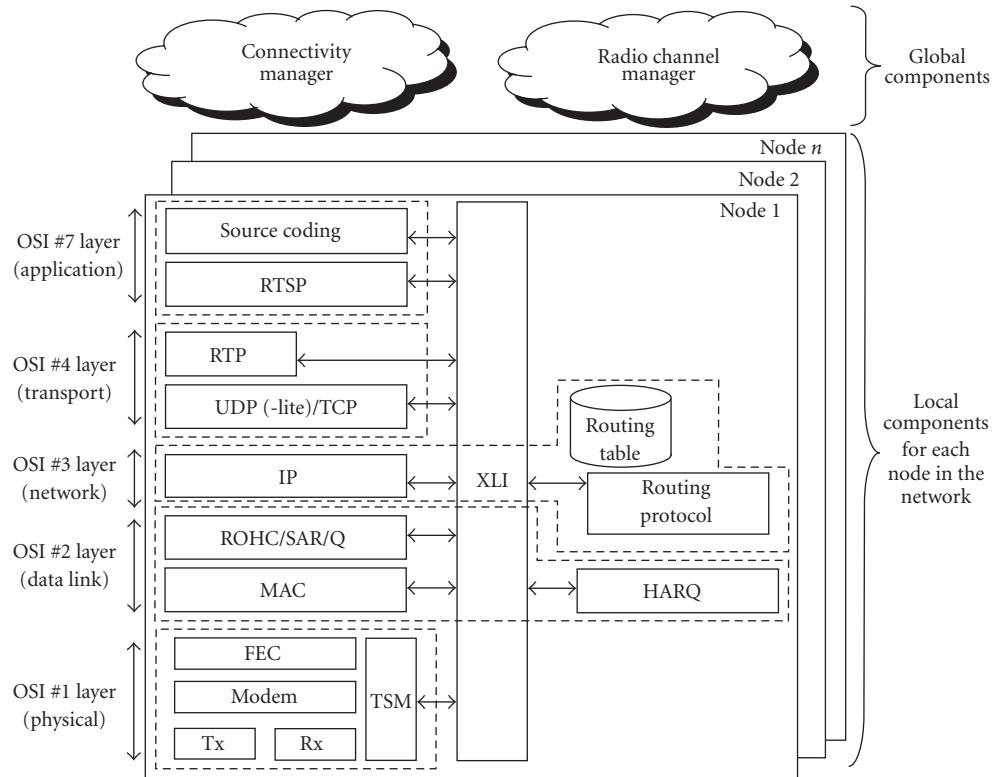 Connectivity
manager
Radio channel
manager
Global
components
Node n
Node 2
Node 1
OSI #7 layer
(application)
Source coding
RTSP
OSI #4 layer
(transport)
RTP
UDP (-lite)/TCP
OSI #3 layer
(network)
IP
XLI
Routing
table
Routing
protocol
Local
components
for each
node in the
network
OSI #2 layer
(data link)
ROHC/SAR/Q
MAC
HARQ
OSI #1 layer
(physical)
FEC
Modem
Tx
Rx
TSM